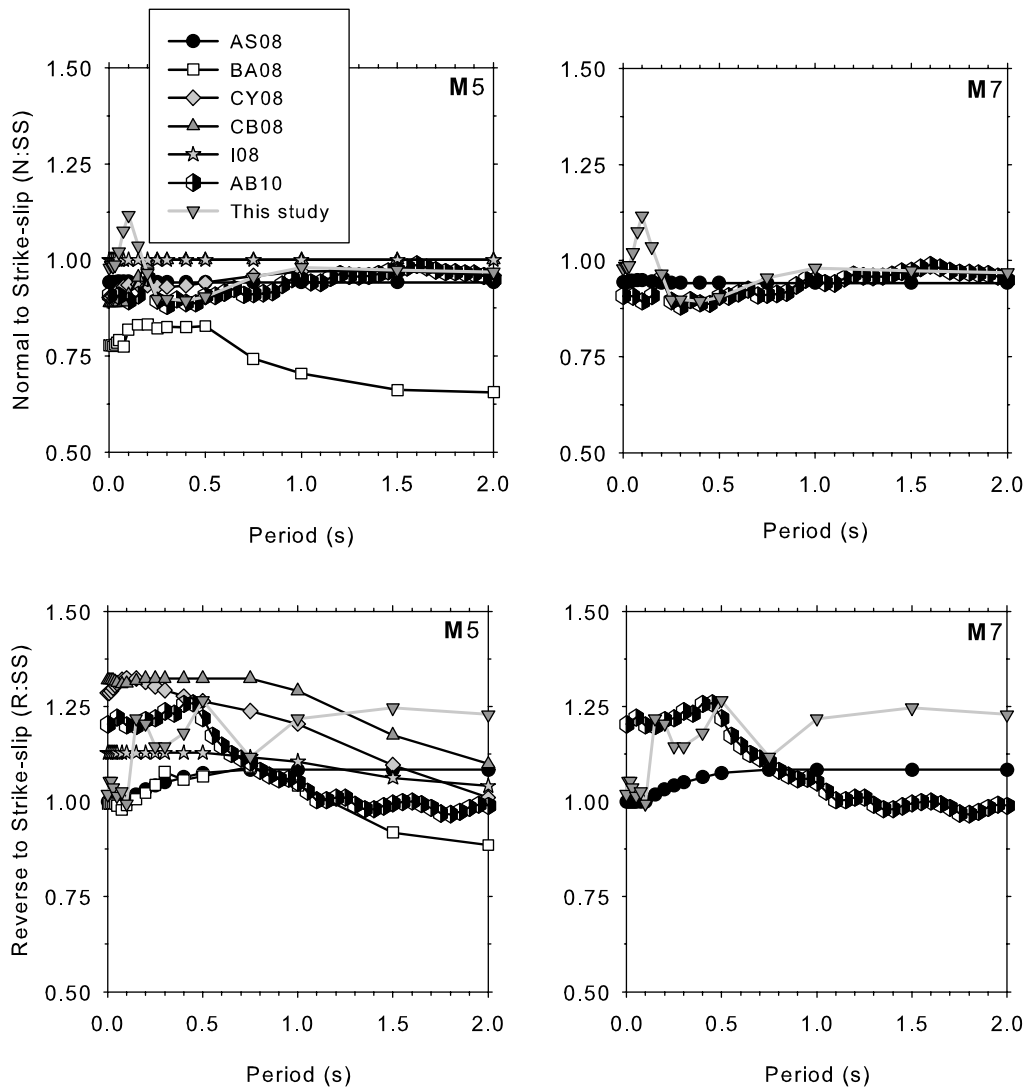 AS08
BA08
CY08
CB08
I08
AB10
This study
M5
1.50
1.25
1.00
0.75
0.50
Normal to Strike-slip (N:SS)
0.0 0.5 1.0 1.5 2.0
Period (s)
M7
1.50
1.25
1.00
0.75
0.50
0.0 0.5 1.0 1.5 2.0
Period (s)
M5
1.50
1.25
1.00
0.75
0.50
Reverse to Strike-slip (R:SS)
0.0 0.5 1.0 1.5 2.0
Period (s)
M7
1.50
1.25
1.00
0.75
0.50
0.0 0.5 1.0 1.5 2.0
Period (s)